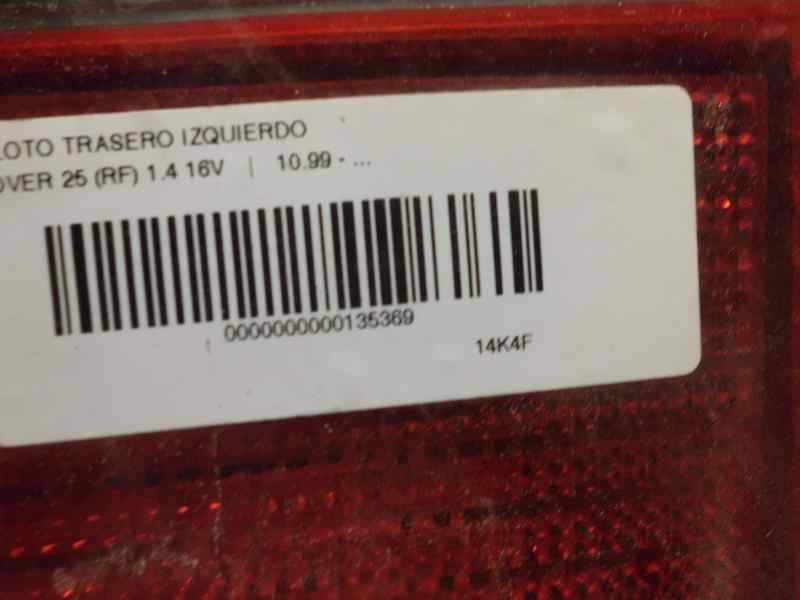 LOTO TRASERO IZQUIERDO
OVER 25 (RF) 1.4 16V | 10.99 - ...
0000000000135369
14K4F